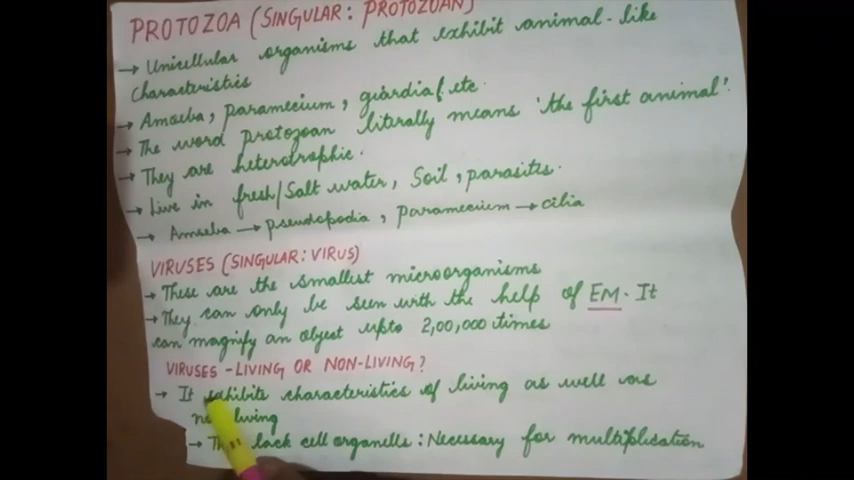 PROTOZOA (SINGULAR: PROTOZOAN)
→ Unicellular organisms that exhibit animal-like
characteristics
→ Amoeba, paramecium, giardia etc.
→ The word protozoan literally means 'the first animal'.
→ They are heterotrophic.
→ Live in fresh/Salt water, Soil, parasites.
→ Amoeba → pseudopodia, paramecium → cilia
VIRUSES (SINGULAR: VIRUS)
→ These are the smallest microorganisms
→ They can only be seen with the help of EM. It
can magnify an object upto 2,00,000 times
VIRUSES - LIVING OR NON-LIVING?
→ It exhibits characteristics of living as well as
living
→ lack cell organells: Necessary for multiplication